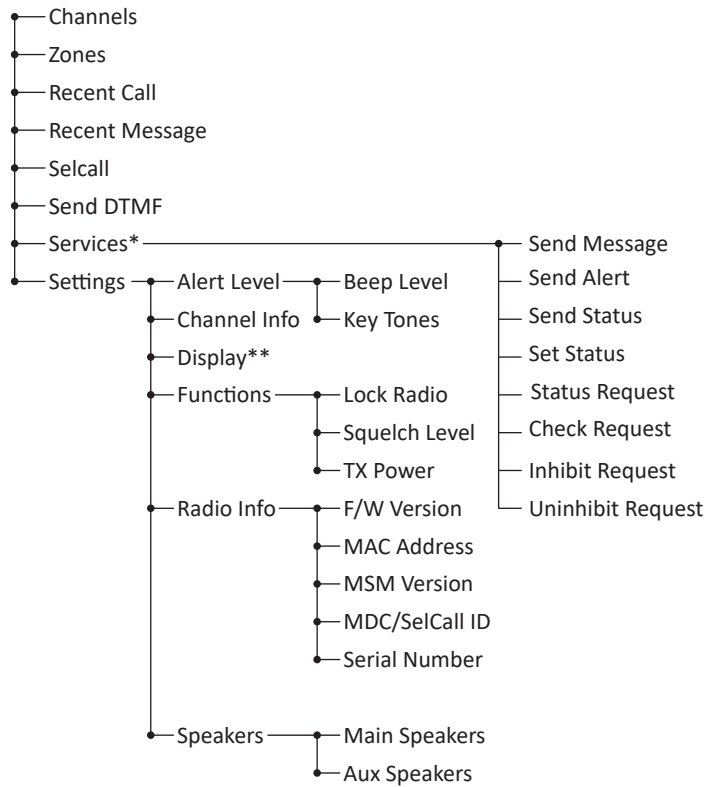 Channels
Zones
Recent Call
Recent Message
Selcall
Send DTMF
Services*
Send Message
Send Alert
Send Status
Set Status
Status Request
Check Request
Inhibit Request
Uninhibit Request
Settings
Alert Level
Beep Level
Key Tones
Channel Info
Display**
Functions
Lock Radio
Squelch Level
TX Power
Radio Info
F/W Version
MAC Address
MSM Version
MDC/SelCall ID
Serial Number
Speakers
Main Speakers
Aux Speakers